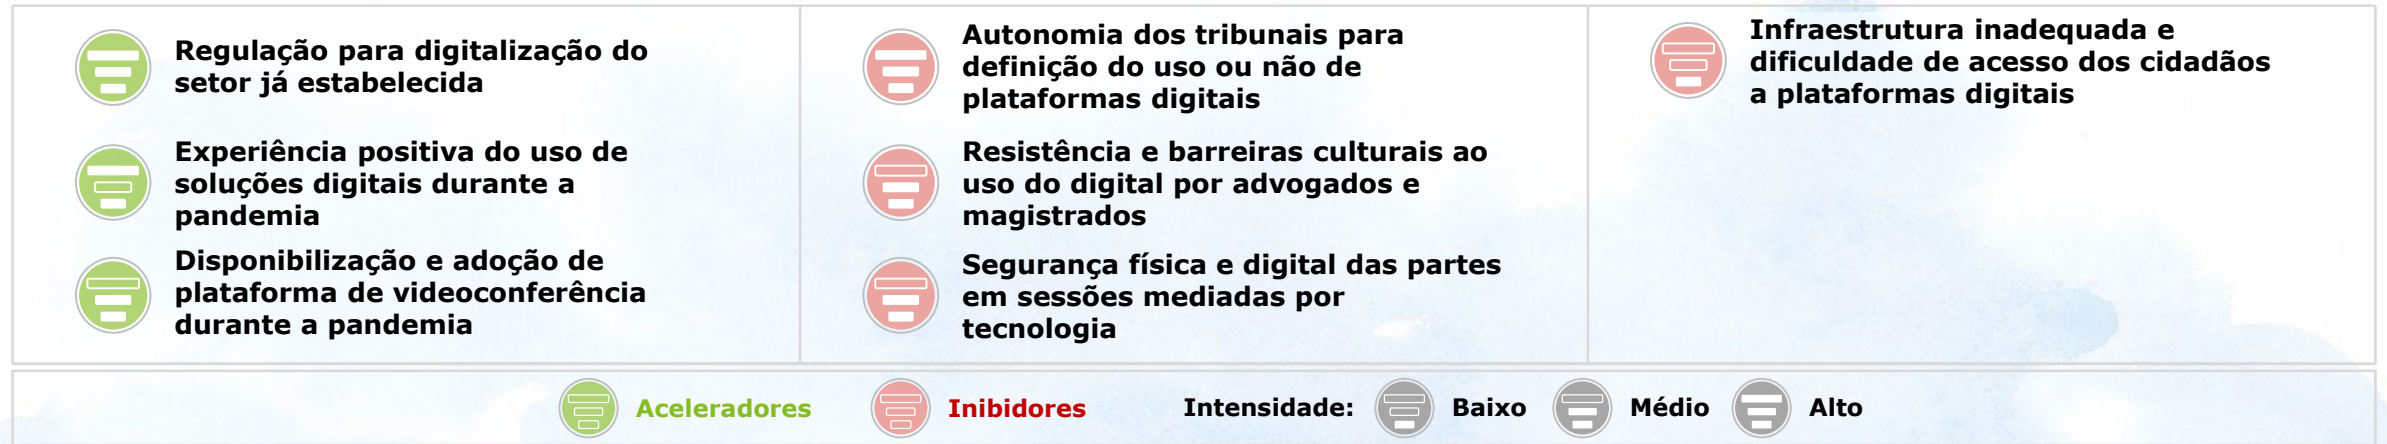 Regulação para digitalização do
setor já estabelecida
Experiência positiva do uso de
soluções digitais durante a
pandemia
Disponibilização e adoção de
plataforma de videoconferência
durante a pandemia
Autonomia dos tribunais para
definição do uso ou não de
plataformas digitais
Resistência e barreiras culturais ao
uso do digital por advogados e
magistrados
Segurança física e digital das partes
em sessões mediadas por
tecnologia
Infraestrutura inadequada e
dificuldade de acesso dos cidadãos
a plataformas digitais
Aceleradores
Inibidores
Intensidade:
Baixo
Médio
Alto